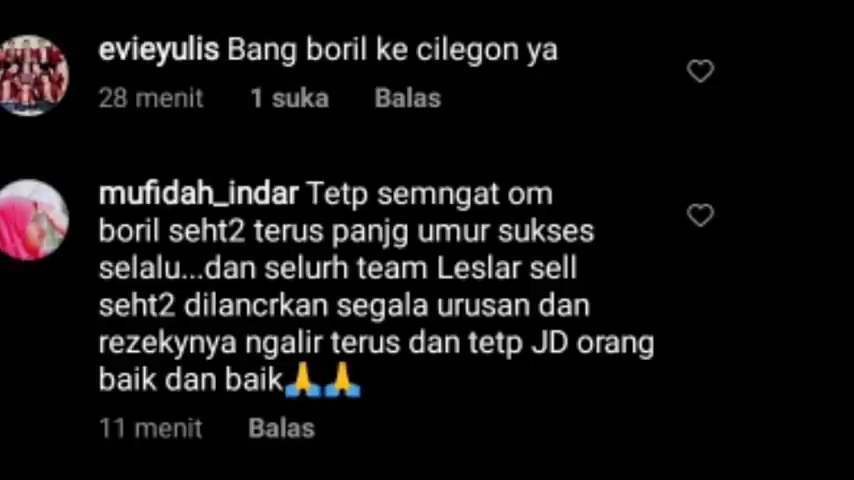 evieyulis Bang boril ke cilegon ya
28 menit 1 suka Balas
mufidah_indar Tetp semngat om
boril seht2 terus panjg umur sukses
selalu...dan selurh team Leslar sell
seht2 dilancrkan segala urusan dan
rezekynya ngalir terus dan tetp JD orang
baik dan baik🙏🙏
11 menit Balas